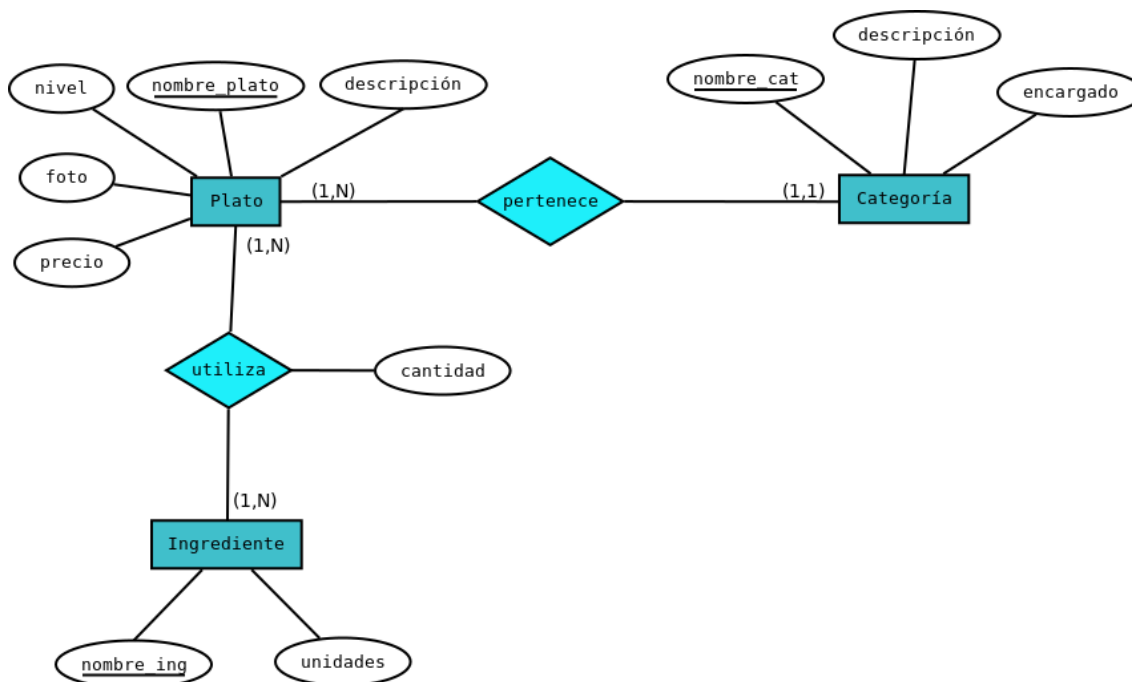 descripción
nombre_cat
encargado
nivel
nombre_plato
descripción
foto
precio
Plato
(1,N)
pertenece
(1,1)
Categoría
(1,N)
utiliza
cantidad
(1,N)
Ingrediente
nombre_ing
unidades